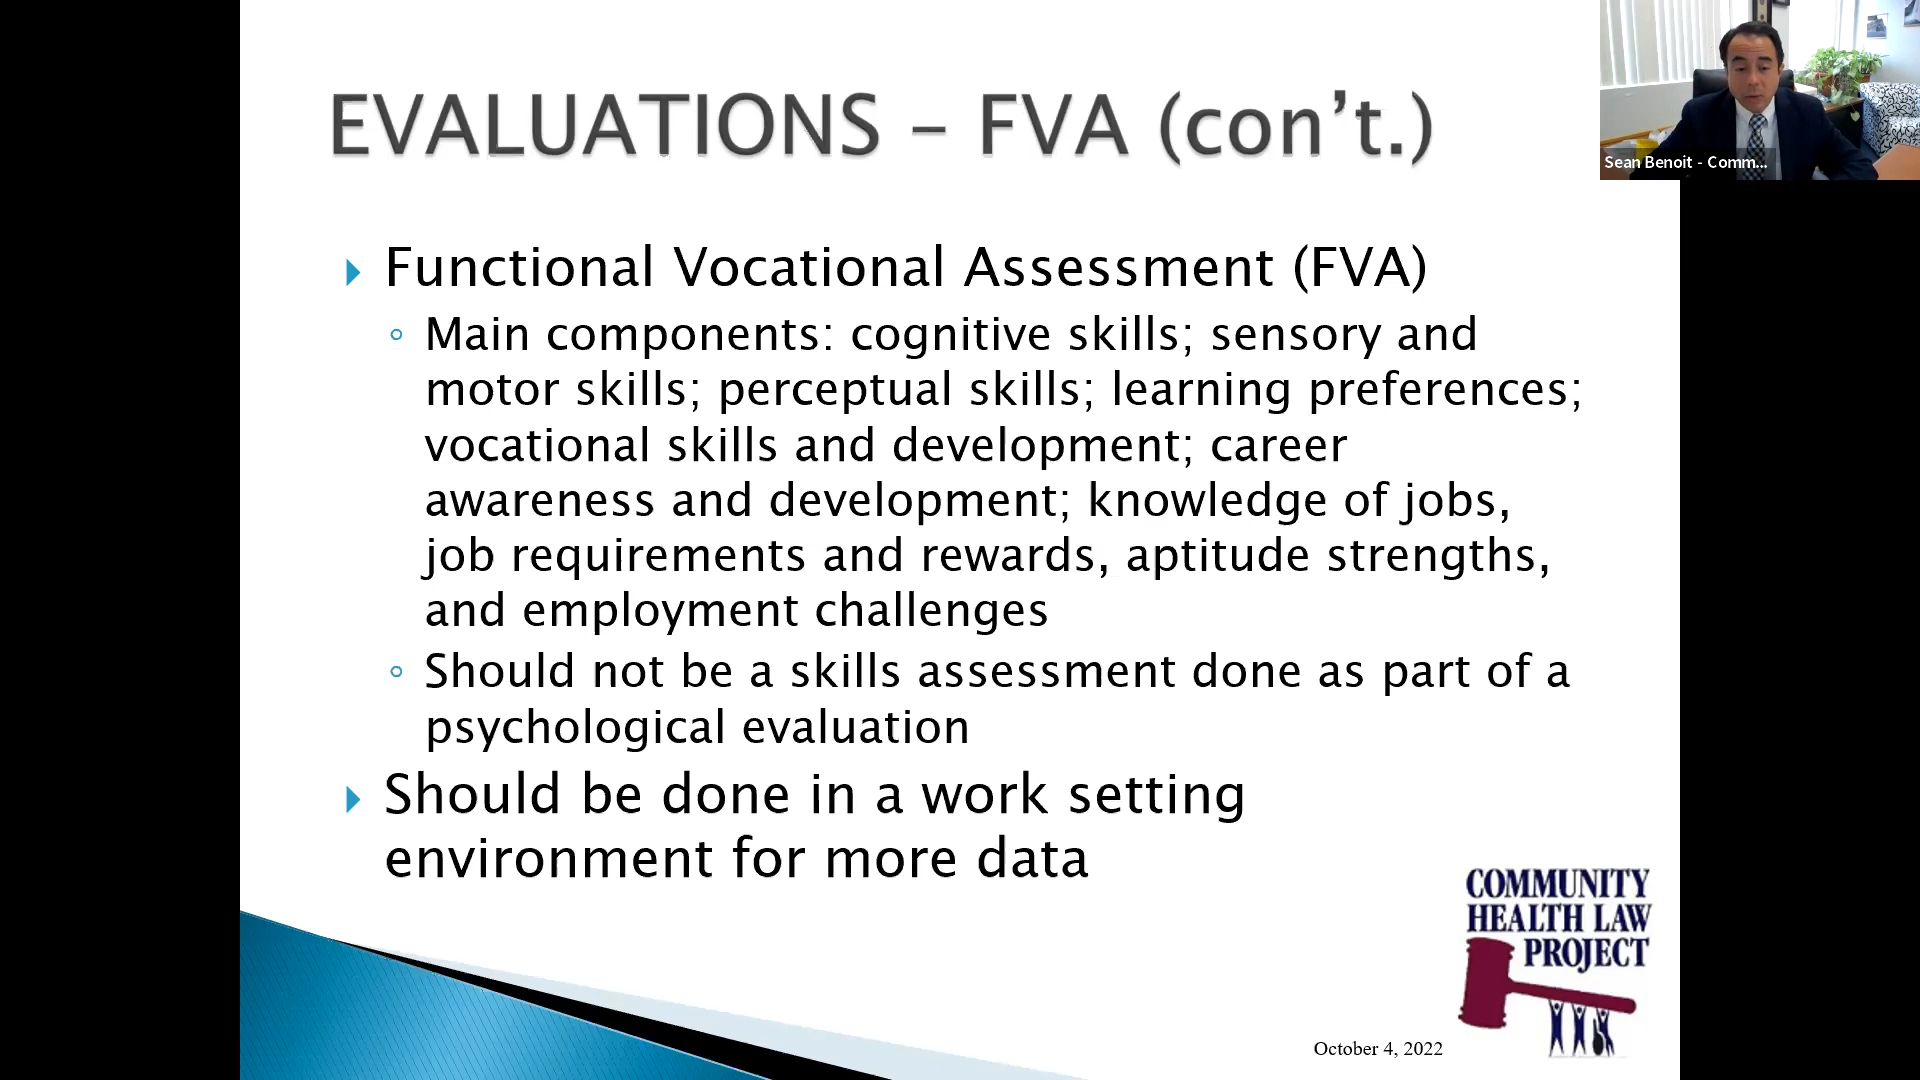 EVALUATIONS – FVA (con’t.)
Sean Benoit - Comm...
Functional Vocational Assessment (FVA)
Main components: cognitive skills; sensory and
motor skills; perceptual skills; learning preferences;
vocational skills and development; career
awareness and development; knowledge of jobs,
job requirements and rewards, aptitude strengths,
and employment challenges
Should not be a skills assessment done as part of a
psychological evaluation
Should be done in a work setting
environment for more data
COMMUNITY
HEALTH LAW
PROJECT
October 4, 2022